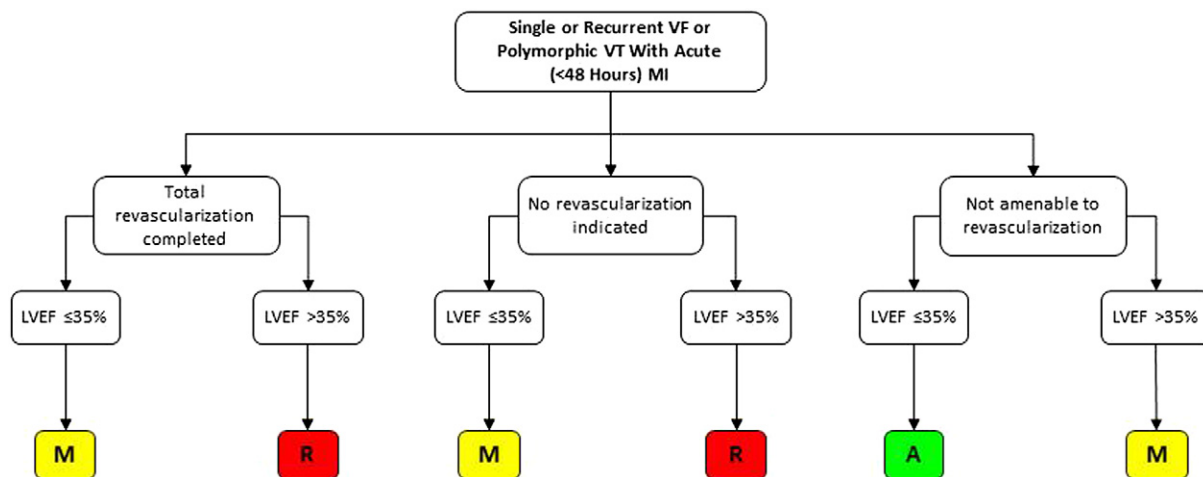 Single or Recurrent VF or
Polymorphic VT With Acute
(<48 Hours) MI
Total
revascularization
completed
No revascularization
indicated
Not amenable to
revascularization
LVEF ≤35%
LVEF >35%
LVEF ≤35%
LVEF >35%
LVEF ≤35%
LVEF >35%
M
R
M
R
A
M